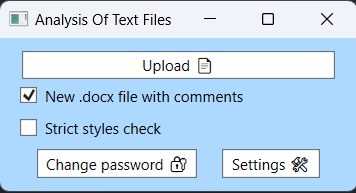 Analysis Of Text Files
Upload
New .docx file with comments
Strict styles check
Change password
Settings